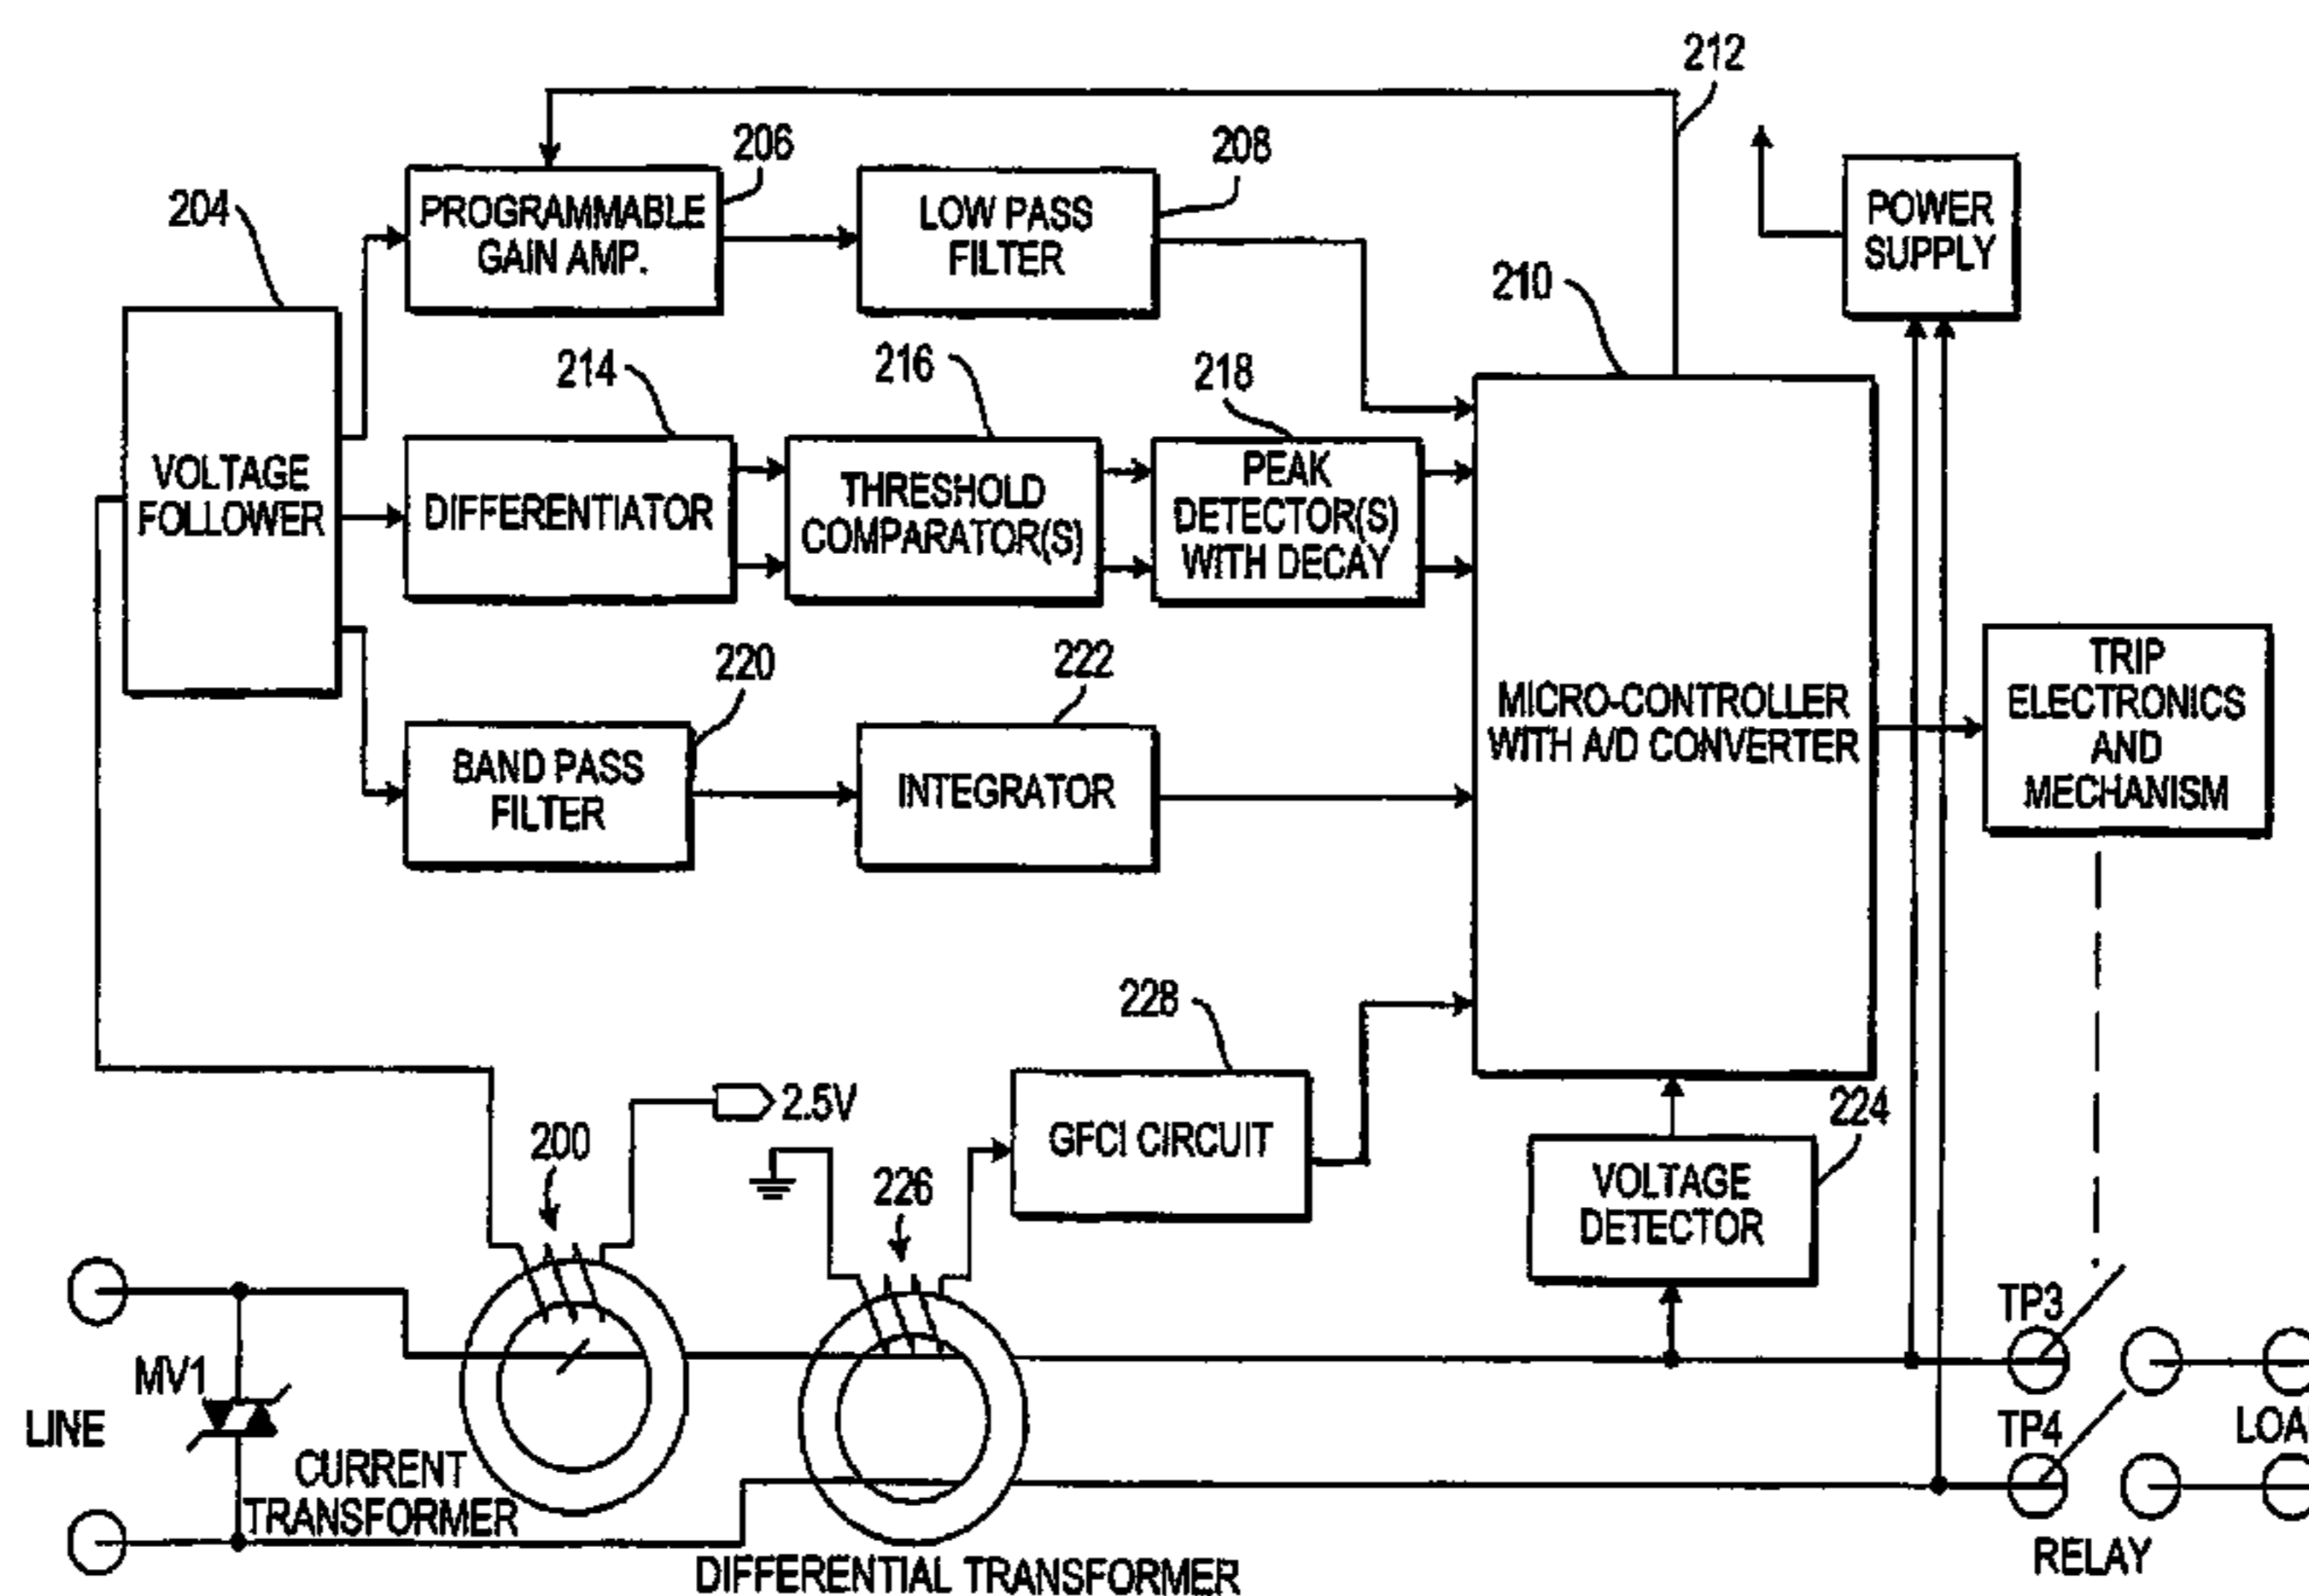 212
206
208
204
PROGRAMMABLE
GAIN AMP.
LOW PASS
FILTER
POWER
SUPPLY
210
214
216
218
VOLTAGE
FOLLOWER
DIFFERENTIATOR
THRESHOLD
COMPARATOR(S)
PEAK
DETECTOR(S)
WITH DECAY
220
222
MICRO-CONTROLLER
WITH A/D CONVERTER
TRIP
ELECTRONICS
AND
MECHANISM
BAND PASS
FILTER
INTEGRATOR
228
2.5V
224
200
226
GFCI CIRCUIT
VOLTAGE
DETECTOR
TP3
MV1
LINE
TP4
LOA
CURRENT
TRANSFORMER
RELAY
DIFFERENTIAL TRANSFORMER